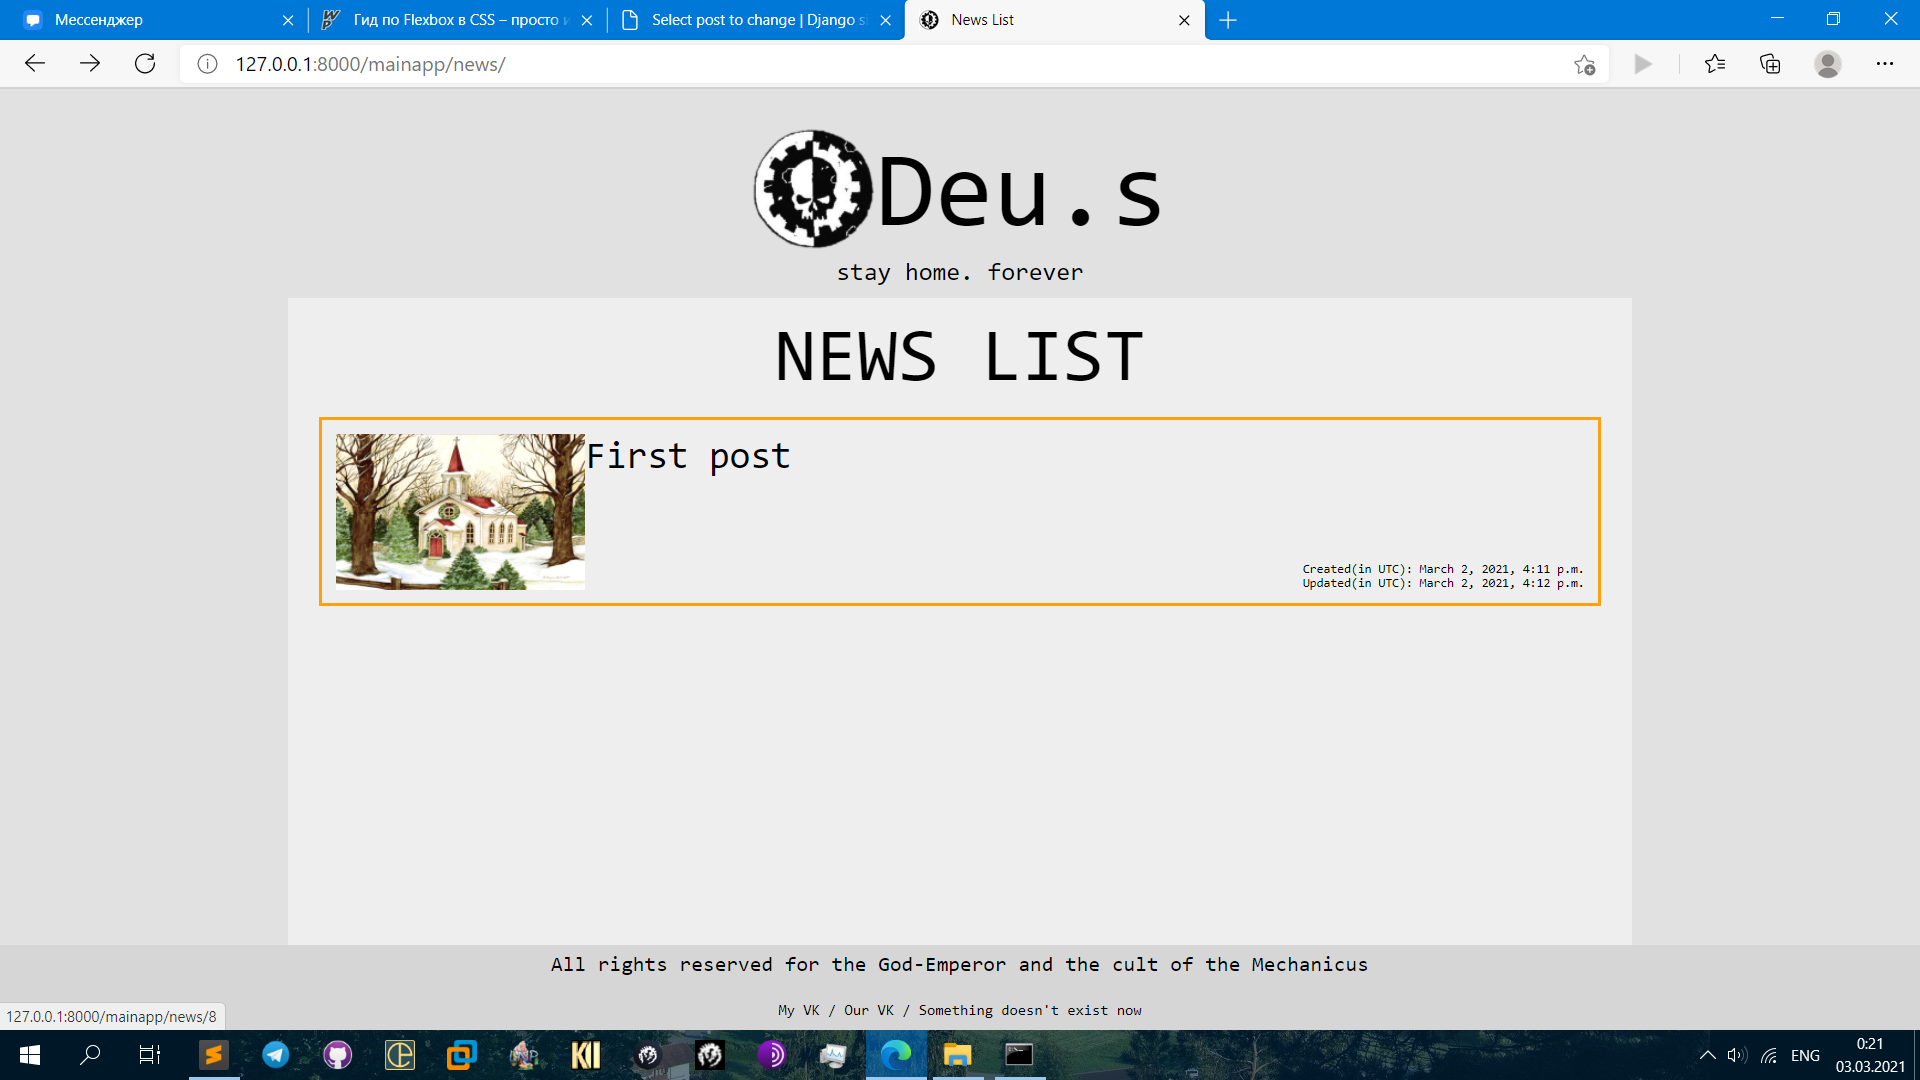 Мессенджер
Гид по Flexbox в CSS – просто и
Select post to change | Django s
News List
127.0.0.1:8000/mainapp/news/
Deu.s
stay home. forever
NEWS LIST
First post
Created(in UTC): March 2, 2021, 4:11 p.m.
Updated(in UTC): March 2, 2021, 4:12 p.m.
All rights reserved for the God-Emperor and the cult of the Mechanicus
My VK / Our VK / Something doesn't exist now
127.0.0.1:8000/mainapp/news/8
ENG
0:21
03.03.2021